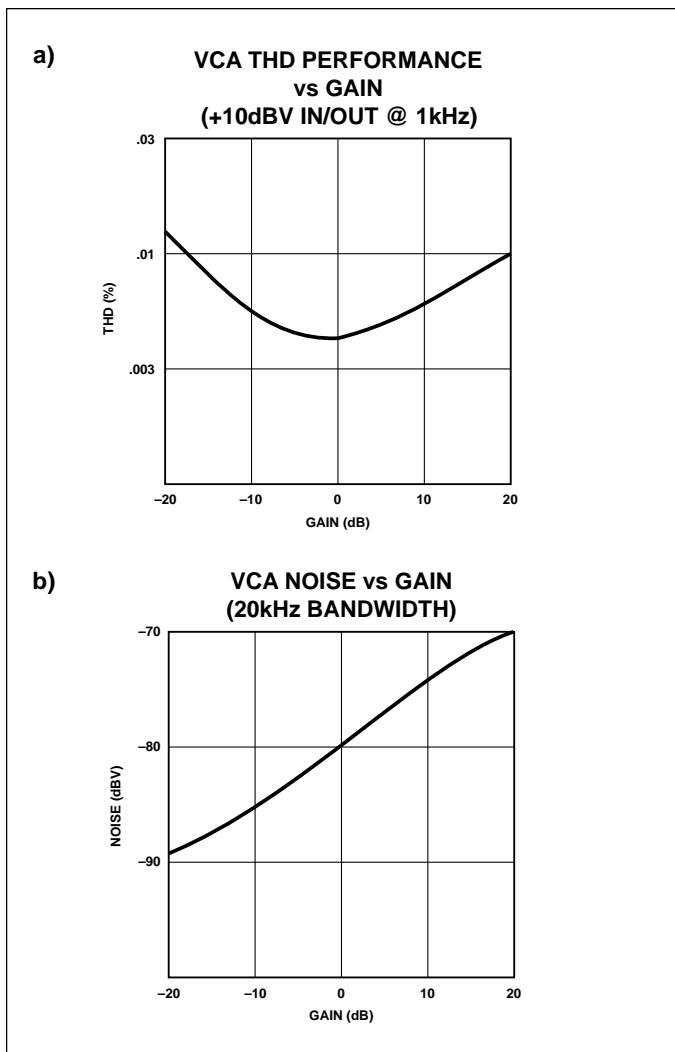 a)
VCA THD PERFORMANCE
vs GAIN
(+10dBV IN/OUT @ 1kHz)
.03
.01
.003
THD (%)
–20 –10 0 10 20
GAIN (dB)
b)
VCA NOISE vs GAIN
(20kHz BANDWIDTH)
–70
–80
–90
NOISE (dBV)
–20 –10 0 10 20
GAIN (dB)